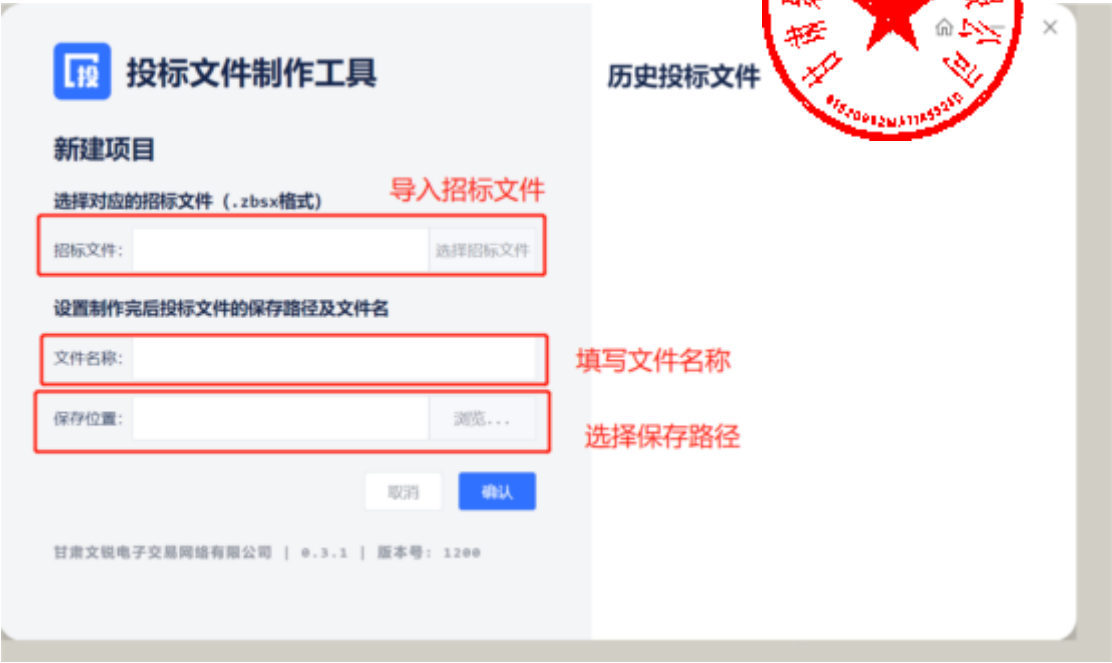 投
投标文件制作工具
历史投标文件
新建项目
选择对应的招标文件 (.zbsx格式)
导入招标文件
招标文件:
选择招标文件
设置制作完后投标文件的保存路径及文件名
文件名称:
填写文件名称
保存位置:
浏览...
选择保存路径
取消
确认
甘肃文锐电子交易网络有限公司 | 0.3.1 | 版本号: 1200